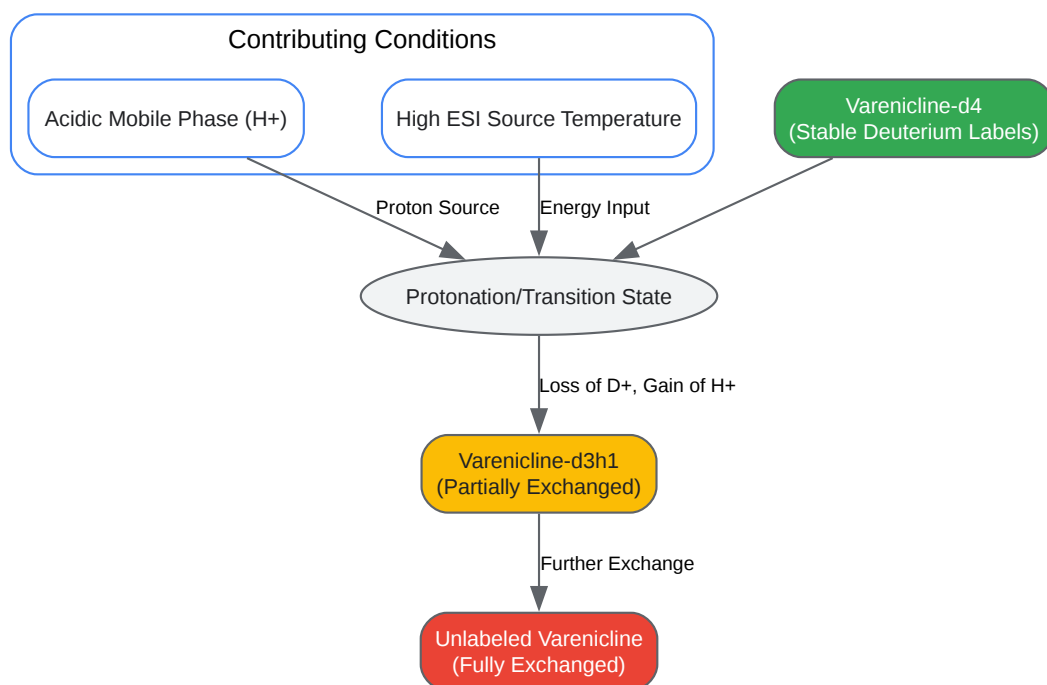 Contributing Conditions
Acidic Mobile Phase (H+)
High ESI Source Temperature
Varenicline-d4
(Stable Deuterium Labels)
Proton Source
Energy Input
Protonation/Transition State
Loss of D+, Gain of H+
Varenicline-d3h1
(Partially Exchanged)
Further Exchange
Unlabeled Varenicline
(Fully Exchanged)